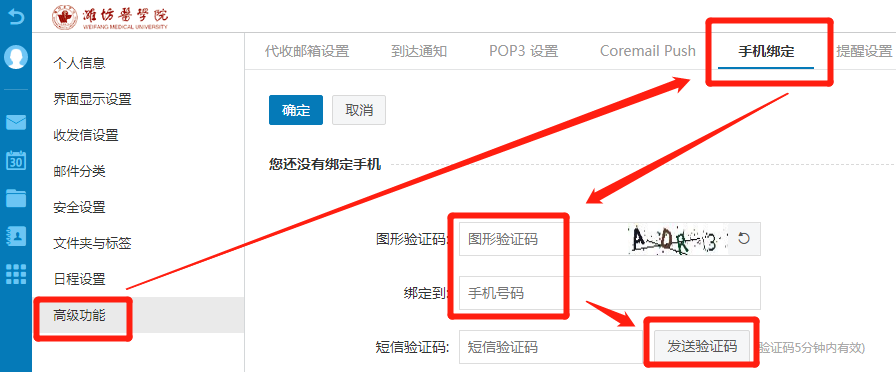 濰坊醫學院
WEIFANG MEDICAL UNIVERSITY
代收邮箱设置 到达通知 POP3 设置 Coremail Push 手机绑定 提醒设置
个人信息
界面显示设置
收发信设置
邮件分类
安全设置
文件夹与标签
日程设置
高级功能
30
确定 取消
您还没有绑定手机
图形验证码: 图形验证码
绑定到: 手机号码
短信验证码: 短信验证码 发送验证码 验证码5分钟内有效)